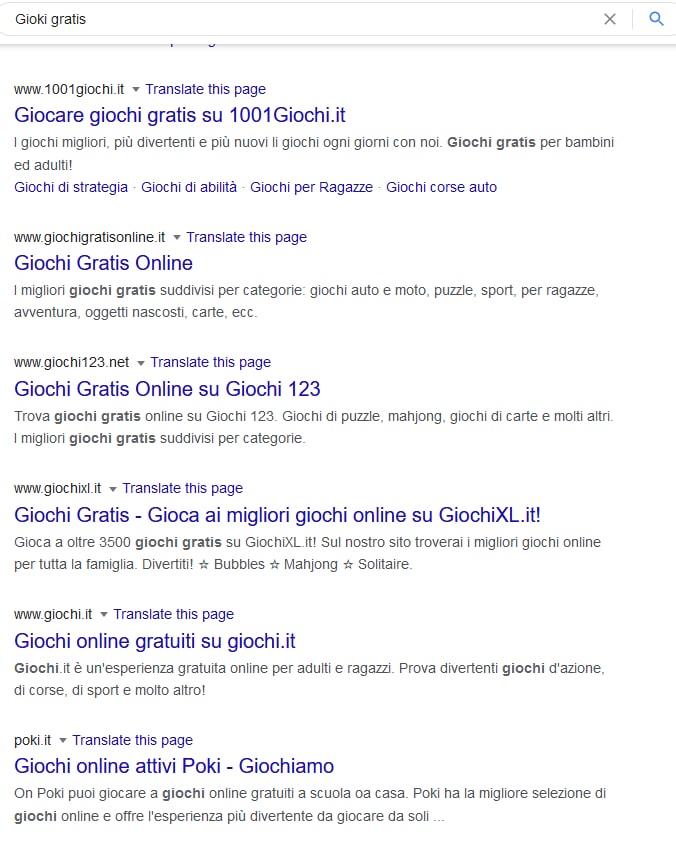 Gioki gratis
www.1001giochi.it Translate this page
Giocare giochi gratis su 1001Giochi.it
I giochi migliori, più divertenti e più nuovi li giochi ogni giorni con noi. Giochi gratis per bambini
ed adulti!
Giochi di strategia · Giochi di abilità · Giochi per Ragazze · Giochi corse auto
www.giochigratisonline.it Translate this page
Giochi Gratis Online
I migliori giochi gratis suddivisi per categorie: giochi auto e moto, puzzle, sport, per ragazze,
avventura, oggetti nascosti, carte, ecc.
www.giochi123.net Translate this page
Giochi Gratis Online su Giochi 123
Trova giochi gratis online su Giochi 123. Giochi di puzzle, mahjong, giochi di carte e molti altri.
I migliori giochi gratis suddivisi per categorie.
www.giochixl.it Translate this page
Giochi Gratis - Gioca ai migliori giochi online su GiochiXL.it!
Gioca a oltre 3500 giochi gratis su GiochiXL.it! Sul nostro sito troverai i migliori giochi online
per tutta la famiglia. Divertiti! ☆ Bubbles ☆ Mahjong ☆ Solitaire.
www.giochi.it Translate this page
Giochi online gratuiti su giochi.it
Giochi.it è un'esperienza gratuita online per adulti e ragazzi. Prova divertenti giochi d'azione,
di corse, di sport e molto altro!
poki.it Translate this page
Giochi online attivi Poki - Giochiamo
On Poki puoi giocare a giochi online gratuiti a scuola oa casa. Poki ha la migliore selezione di
giochi online e offre l'esperienza più divertente da giocare da soli ...